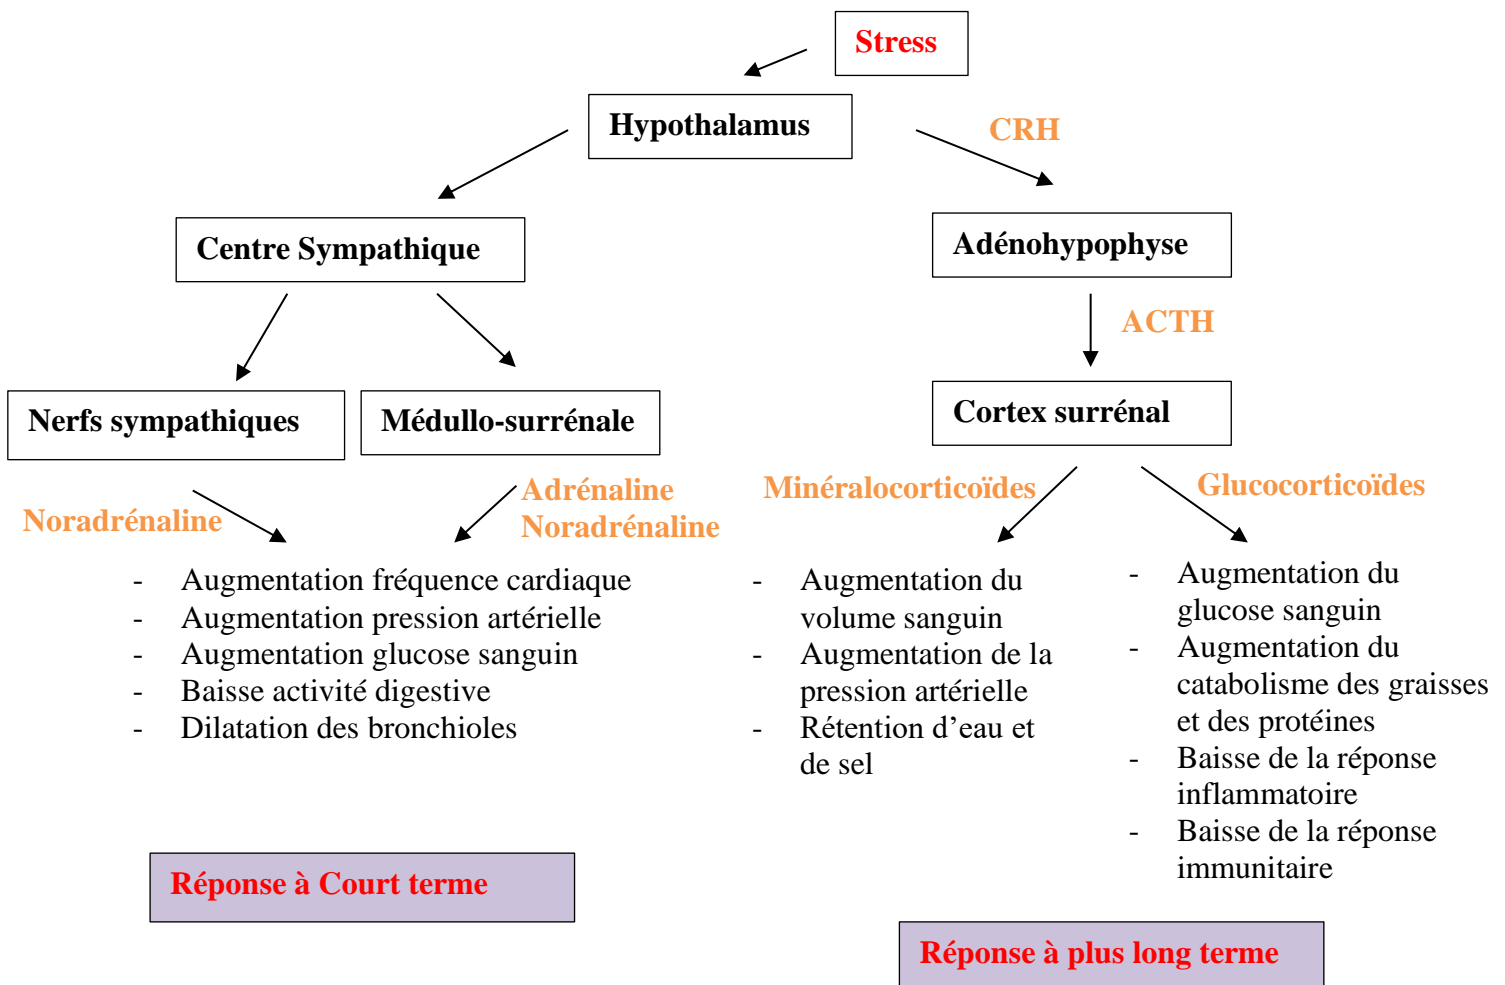 Stress
Hypothalamus
CRH
Centre Sympathique
Adénohypophyse
ACTH
Nerfs sympathiques
Médullo-surrénale
Cortex surrénal
Noradrénaline
Adrénaline
Noradrénaline
Minéralocorticoïdes
Glucocorticoïdes
- Augmentation fréquence cardiaque
- Augmentation pression artérielle
- Augmentation glucose sanguin
- Baisse activité digestive
- Dilatation des bronchioles
- Augmentation du
volume sanguin
- Augmentation de la
pression artérielle
- Rétention d’eau et
de sel
- Augmentation du
glucose sanguin
- Augmentation du
catabolisme des graisses
et des protéines
- Baisse de la réponse
inflammatoire
- Baisse de la réponse
immunitaire
Réponse à Court terme
Réponse à plus long terme